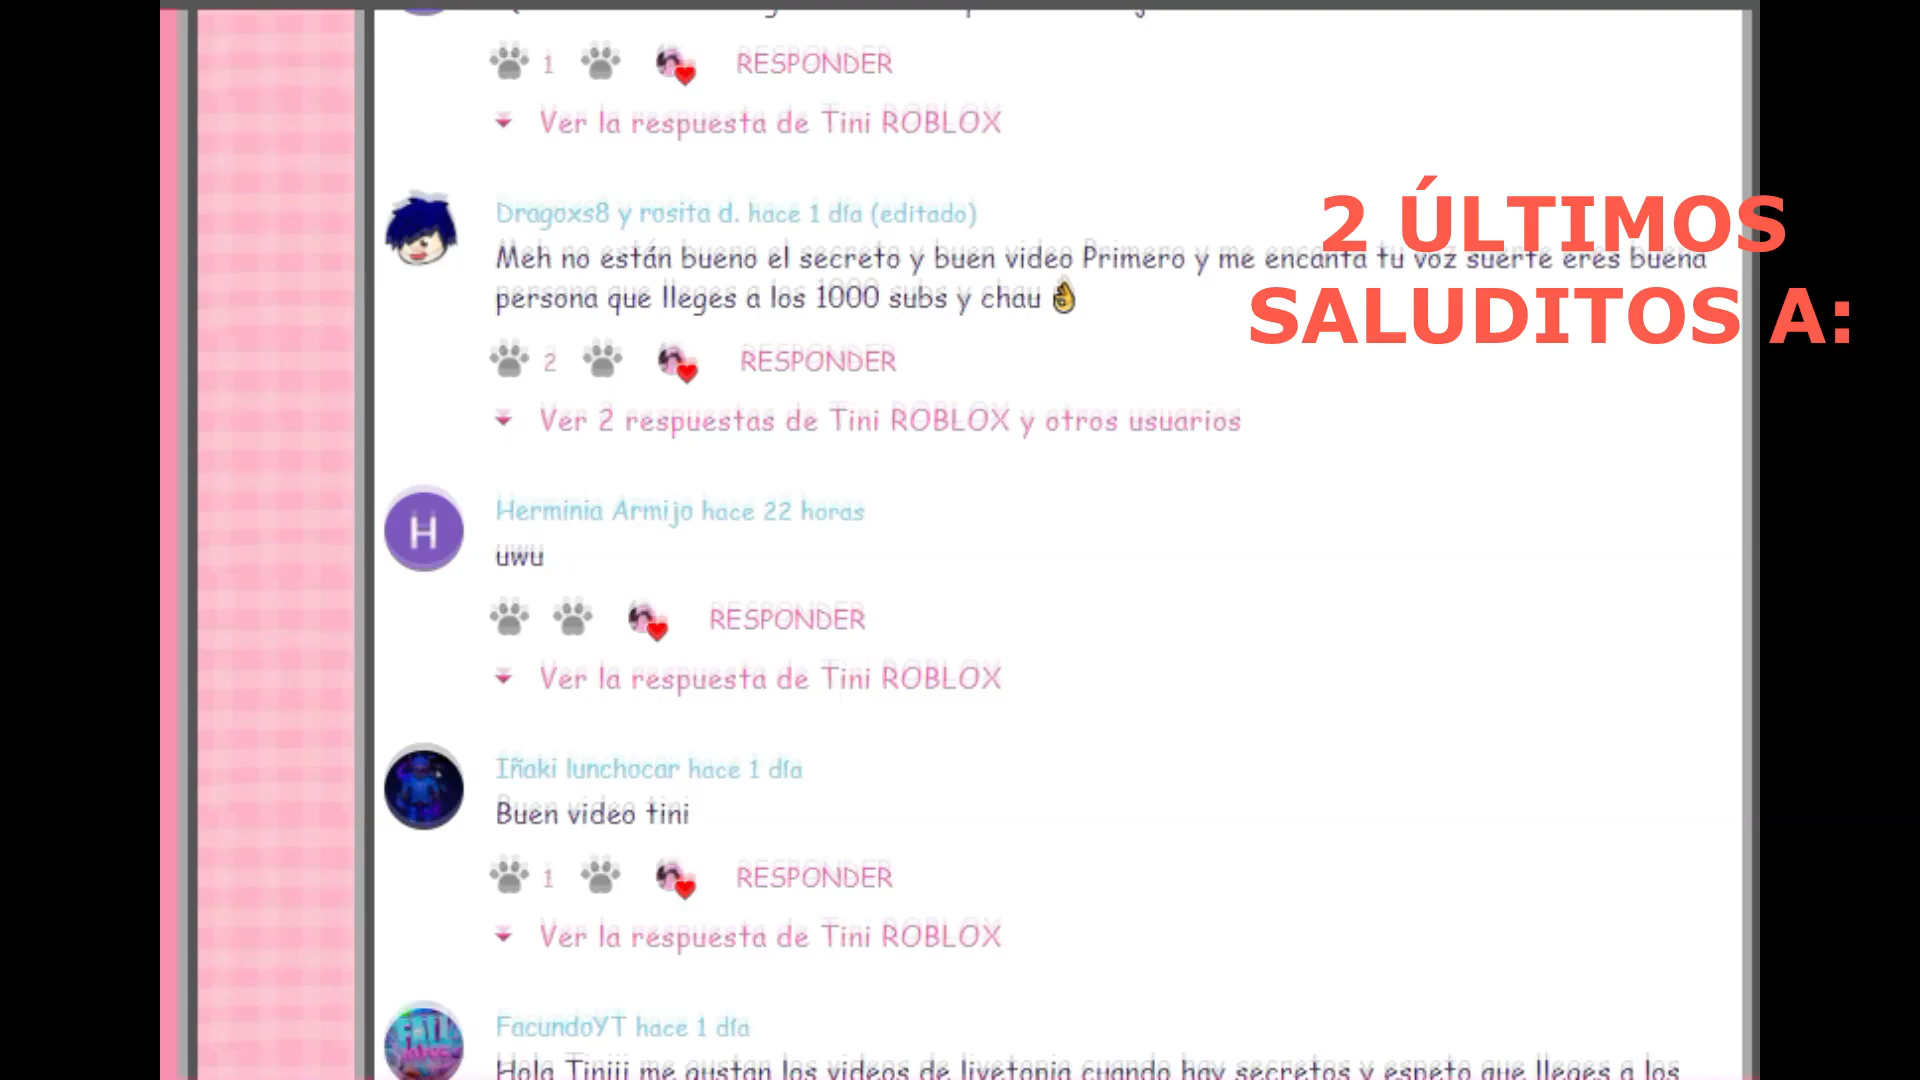 1 RESPONDER
Ver la respuesta de Tini ROBLOX
Dragoxs8 y rosita d. hace 1 día (editado)
Meh no están bueno el secreto y buen video Primero y me encanta tu voz suerte eres buena
persona que lleges a los 1000 subs y chau 👌
2 RESPONDER
Ver 2 respuestas de Tini ROBLOX y otros usuarios
2 ÚLTIMOS
SALUDITOS A:
H
Herminia Armijo hace 22 horas
uwu
RESPONDER
Ver la respuesta de Tini ROBLOX
Iñaki lunchocar hace 1 día
Buen video tini
1 RESPONDER
Ver la respuesta de Tini ROBLOX
FALL
FacundoYT hace 1 día
Hola Tiniii me gustan los videos de livetopia cuando hay secretos y espeto que lleges a los